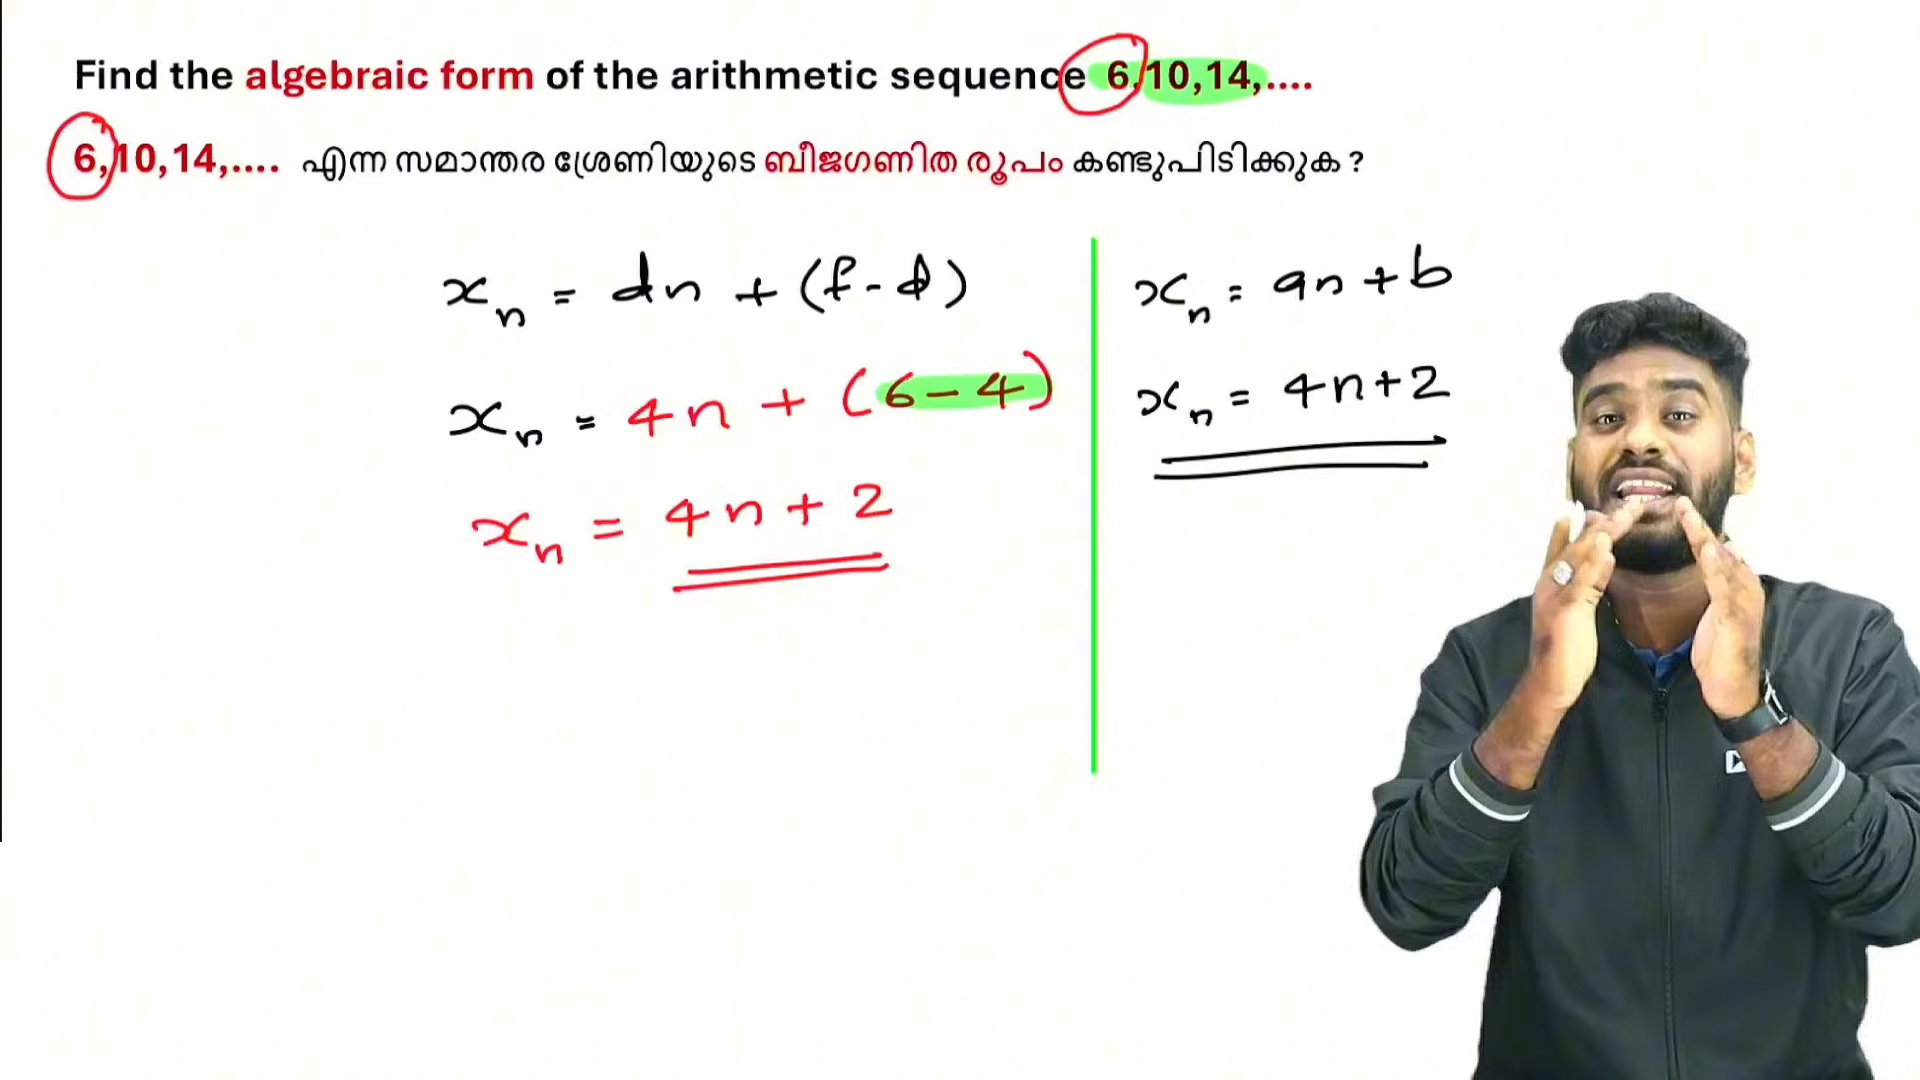 Find the algebraic form of the arithmetic sequence 6,10,14,....
6,10,14,.... എന്ന സമാന്തര ശ്രേണിയുടെ ബീജഗണിത രൂപം കണ്ടുപിടിക്കുക ?
xₙ = dn + (f - d)
xₙ = 4n + (6 - 4)
xₙ = 4n + 2
xₙ = an + b
xₙ = 4n + 2